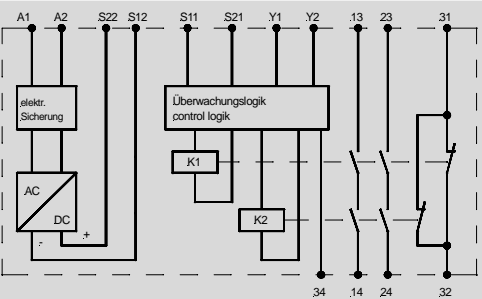 A1 A2 S22 S12 S11 S21 Y1 Y2 13 23 31
elektr.
Sicherung
Überwachungslogik
control logik
K1
AC
DC
K2
- +
34 14 24 32